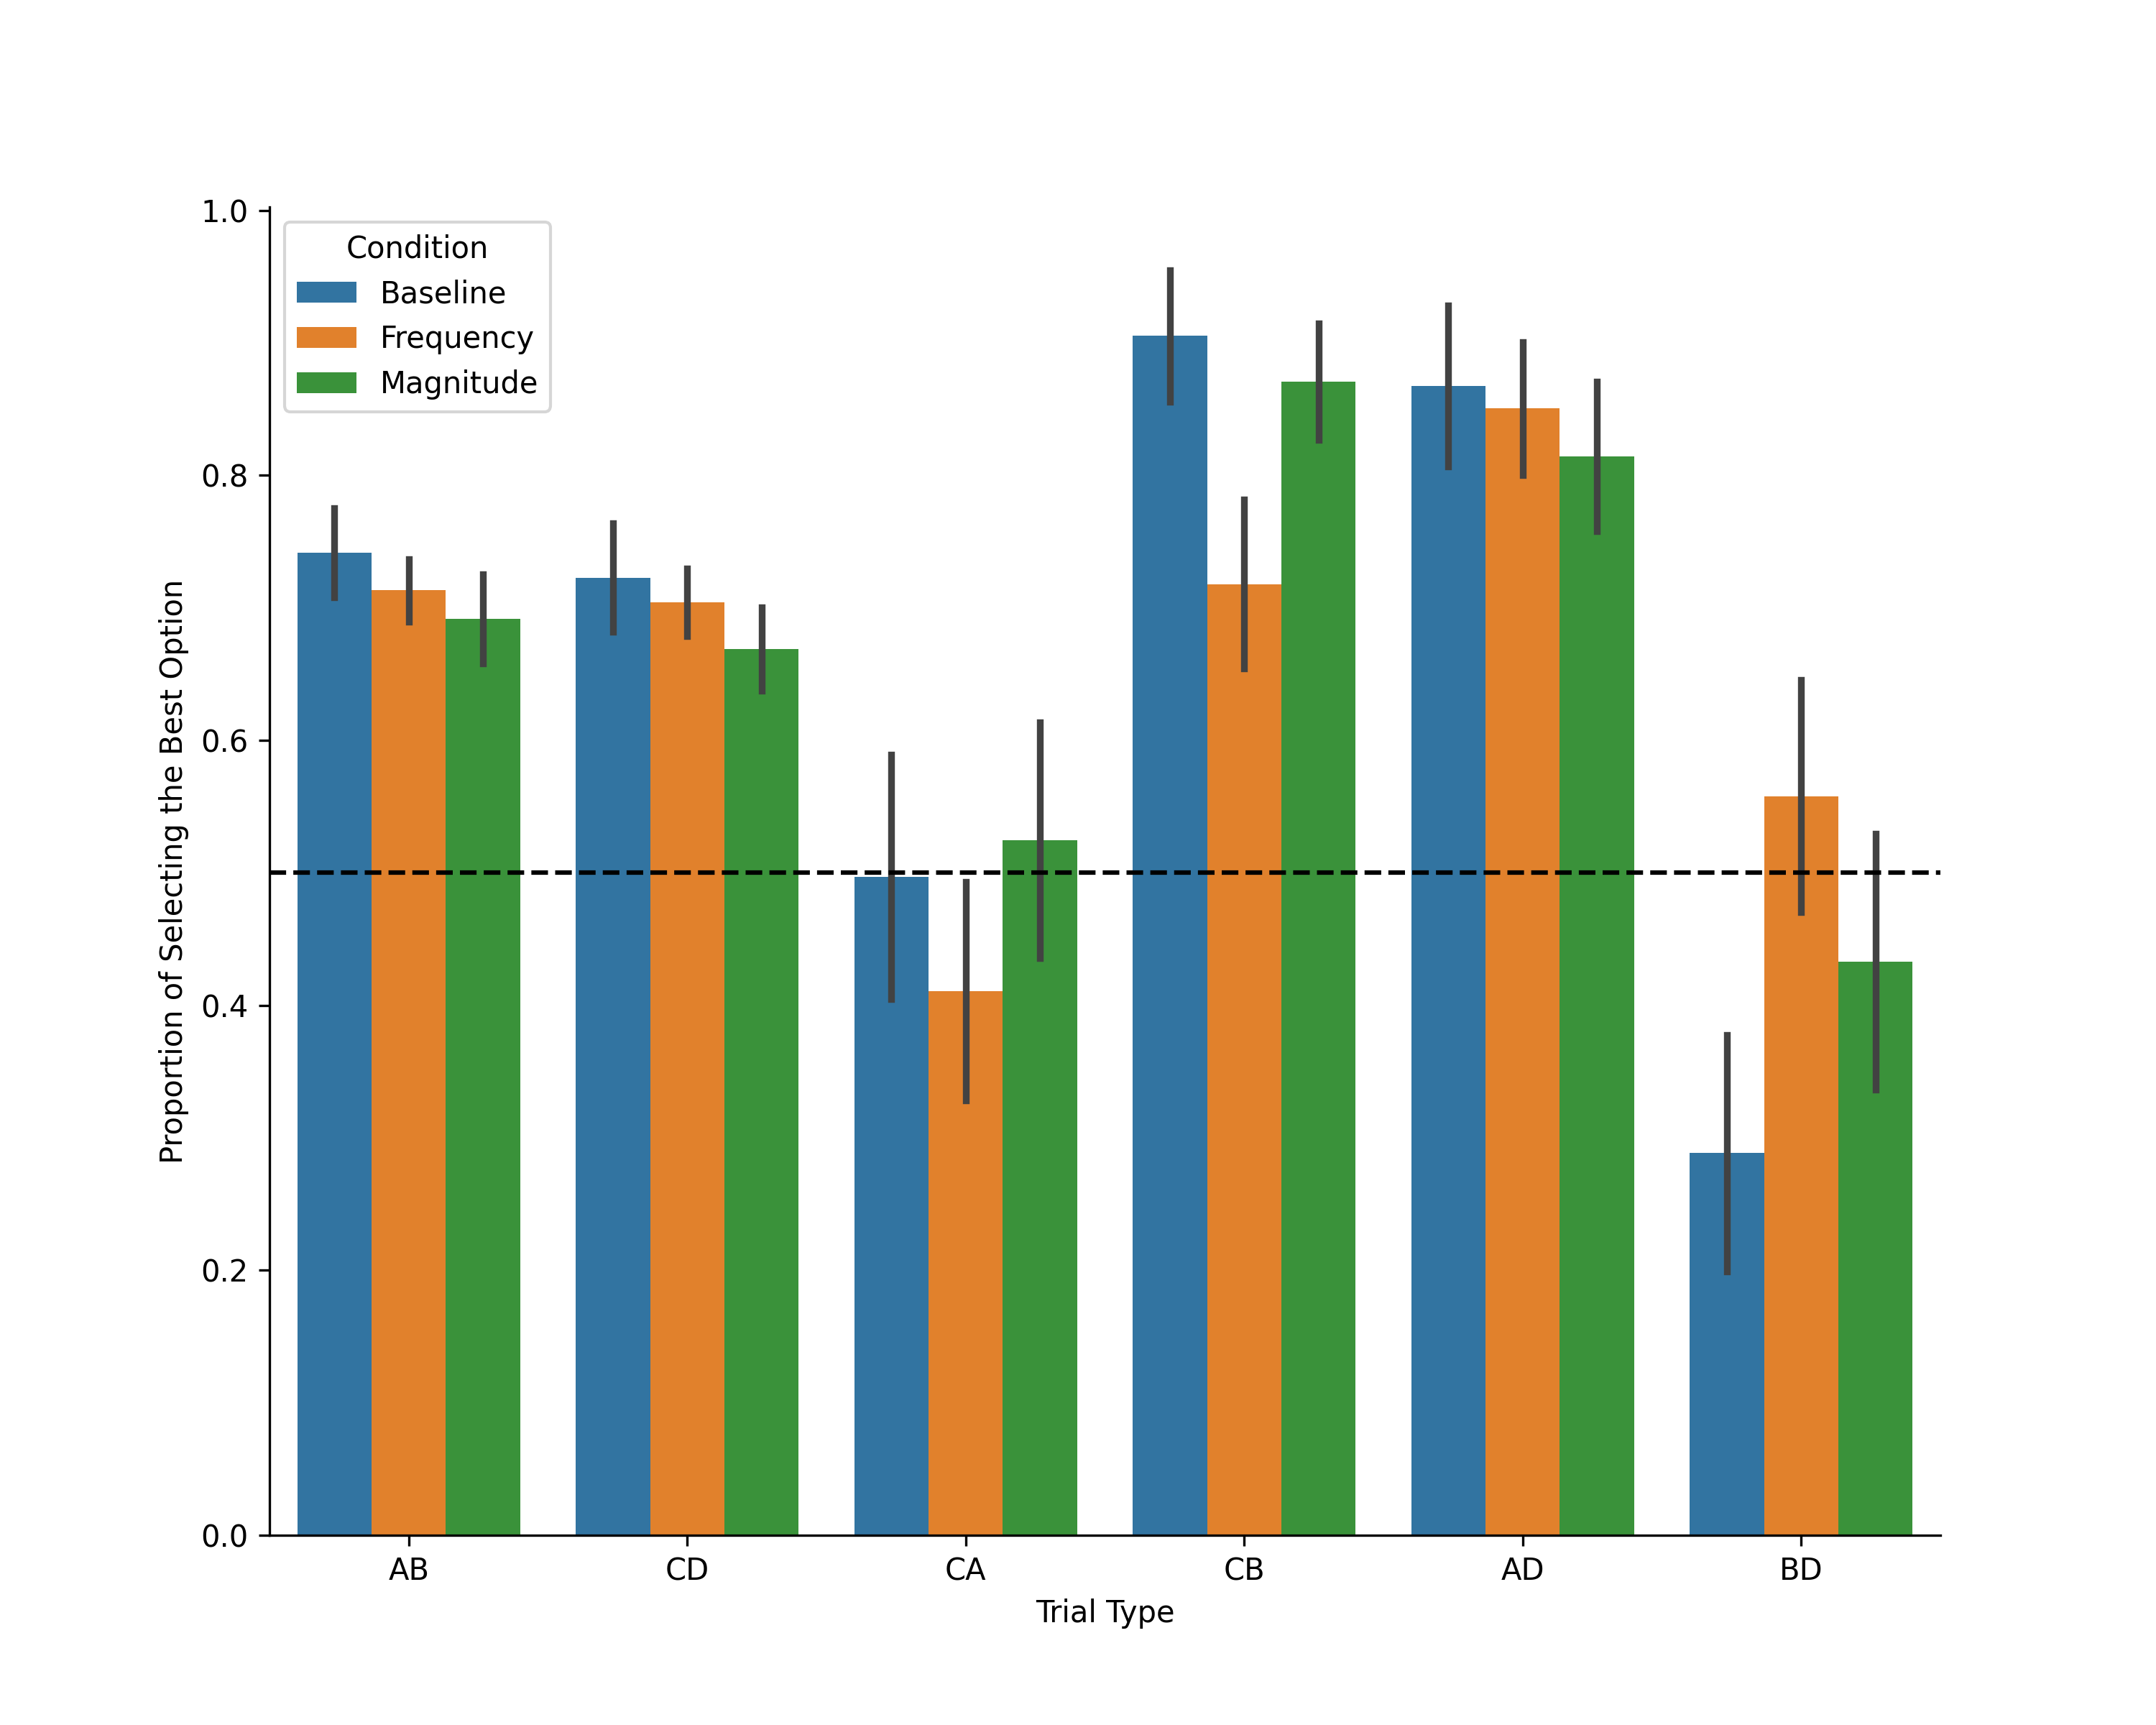 Condition
Baseline
Frequency
Magnitude
Proportion of Selecting the Best Option
1.0
0.8
0.6
0.4
0.2
0.0
AB CD CA CB AD BD
Trial Type